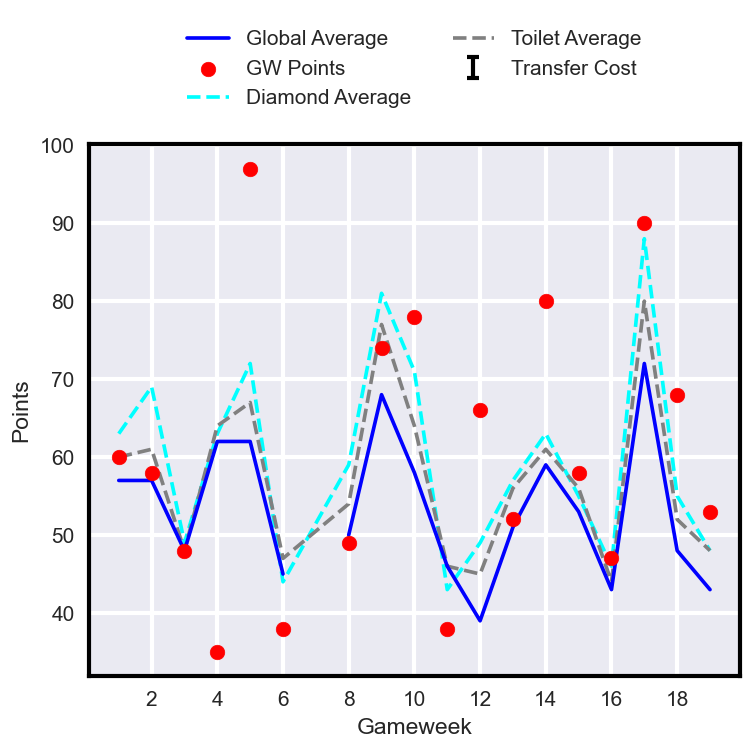 Global Average
GW Points
Diamond Average
Toilet Average
Transfer Cost
100
90
80
70
60
50
40
Points
2 4 6 8 10 12 14 16 18
Gameweek